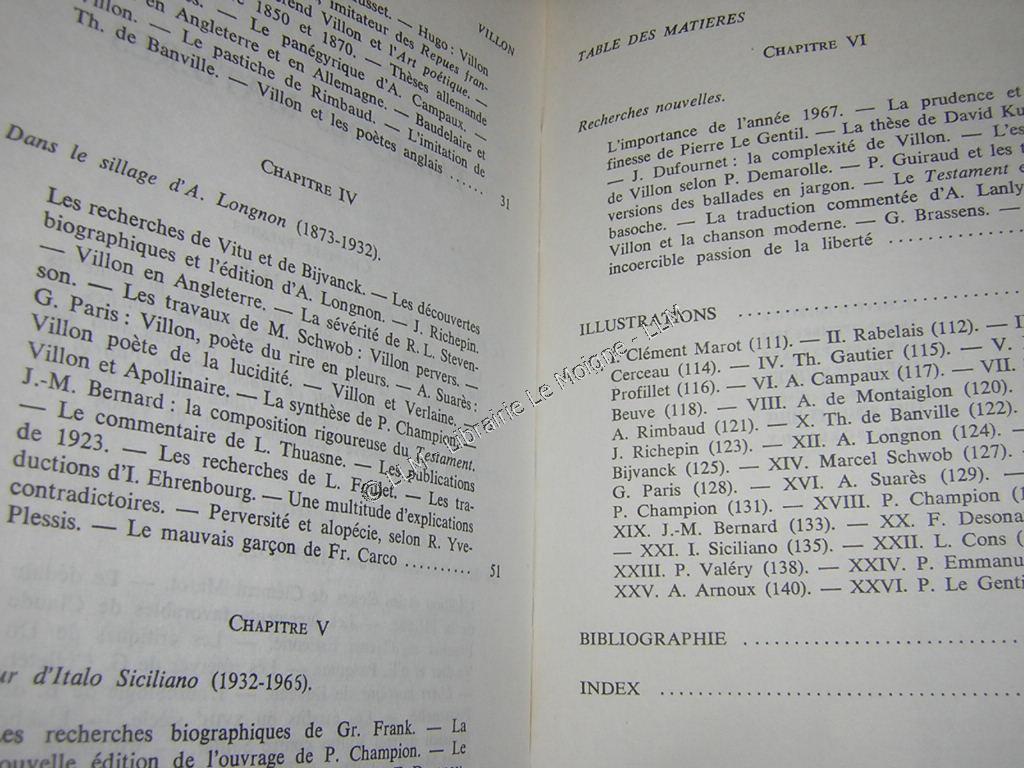 VILLON
usset. — Hugo: Villon
imitateur des Repues fran-
rend Villon et l'Art poétique. —
1850 et 1870. — Thèses allemande
Le panégyrique d'A. Campaux. —
en Angleterre et en Allemagne. — Baudelaire et
Villon. — Le pastiche de Rimbaud. — L'imitation de
Th. de Banville. — Villon et les poètes anglais ...... 31
CHAPITRE IV
Dans le sillage d'A. Longnon (1873-1932).
Les recherches de Vitu et de Bijvanck. — Les découvertes
biographiques et l'édition d'A. Longnon. — J. Richepin.
— Villon en Angleterre. — La sévérité de R. L. Steven-
son. — Les travaux de M. Schwob : Villon pervers. —
G. Paris : Villon, poète du rire en pleurs. — A. Suarès :
Villon poète de la lucidité. — Villon et Verlaine. —
Villon et Apollinaire. — La synthèse de P. Champion. —
J.-M. Bernard : la composition rigoureuse du Testament.
— Le commentaire de L. Thuasne. — Les publications
de 1923. — Les recherches de L. Foulet. — Les tra-
ductions d'I. Ehrenbourg. — Une multitude d'explications
contradictoires. — Perversité et alopécie, selon R. Yve-
Plessis. — Le mauvais garçon de Fr. Carco .......... 51
CHAPITRE V
ur d'Italo Siciliano (1932-1965).
es recherches biographiques de Gr. Frank. — La
ouvelle édition de l'ouvrage de P. Champion. — Le
TABLE DES MATIERES
CHAPITRE VI
Recherches nouvelles.
L'importance de l'année 1967. — La prudence et
finesse de Pierre Le Gentil. — La thèse de David Ku
— J. Dufournet : la complexité de Villon. — L'es
de Villon selon P. Demarolle. — P. Guiraud et les t
versions des ballades en jargon. — Le Testament e
basoche. — La traduction commentée d'A. Lanly
Villon et la chanson moderne. — G. Brassens. —
incoercible passion de la liberté ..............
ILLUSTRATIONS ..............................
I. Clément Marot (111). — II. Rabelais (112). — I
Cerceau (114). — IV. Th. Gautier (115). — V.
Profillet (116). — VI. A. Campaux (117). — VII.
Beuve (118). — VIII. A. de Montaiglon (120).
A. Rimbaud (121). — X. Th. de Banville (122).
J. Richepin (123). — XII. A. Longnon (124). —
Bijvanck (125). — XIV. Marcel Schwob (127). —
G. Paris (128). — XVI. A. Suarès (129). —
P. Champion (131). — XVIII. P. Champion (1
XIX. J.-M. Bernard (133). — XX. F. Desona
— XXI. I. Siciliano (135). — XXII. L. Cons (
XXIII. P. Valéry (138). — XXIV. P. Emmanu
XXV. A. Arnoux (140). — XXVI. P. Le Genti
BIBLIOGRAPHIE ..............................
INDEX ..............................
© LLM - Librairie Le Moigne - LLM